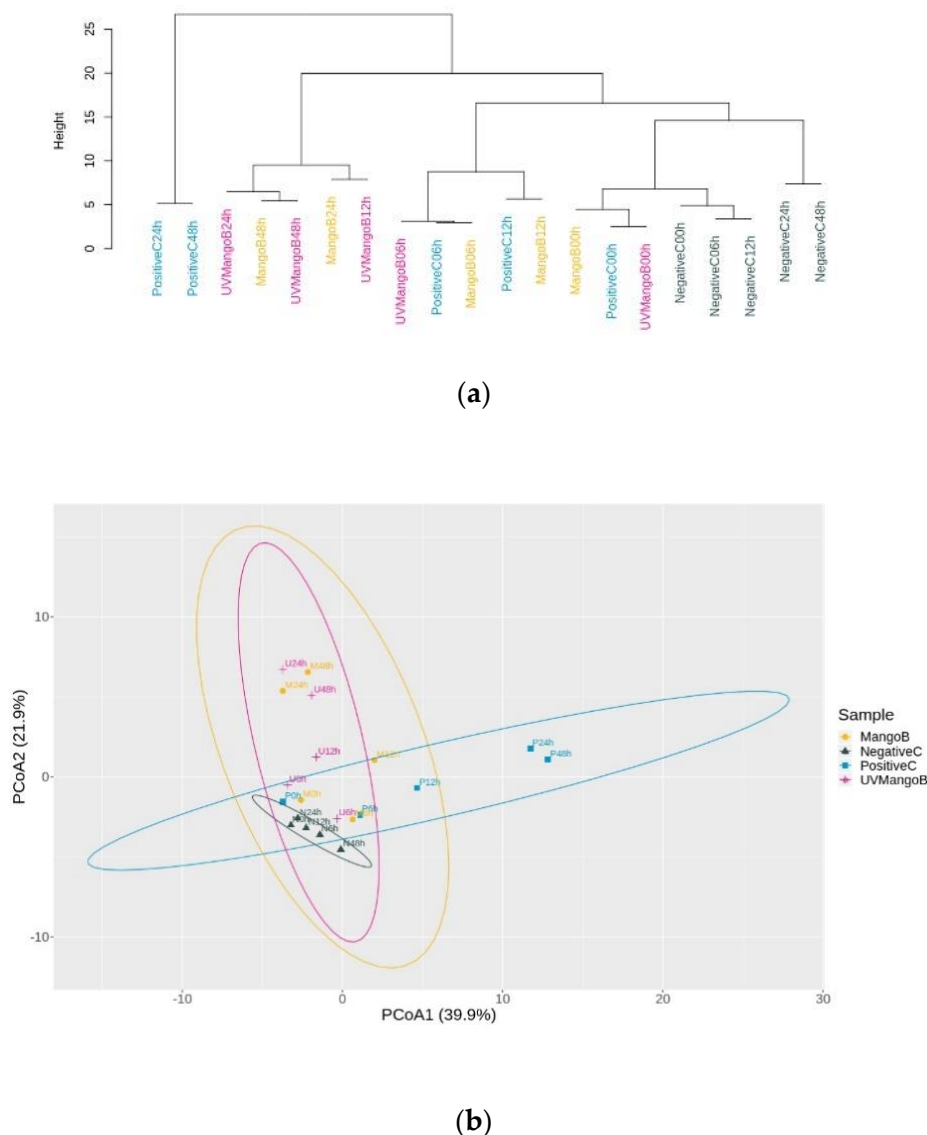 (a)
Height
25
20
15
10
5
0
PositiveC24h
PositiveC48h
UVMangoB24h
MangoB48h
UVMangoB48h
MangoB24h
UVMangoB12h
UVMangoB06h
PositiveC06h
MangoB06h
PositiveC12h
MangoB12h
MangoB00h
PositiveC00h
UVMangoB00h
NegativeC00h
NegativeC06h
NegativeC12h
NegativeC24h
NegativeC48h
(b)
PCoA2 (21.9%)
10
0
-10
U24h
M48h
M24h
U48h
U12h
M12h
P24h
P48h
U0h
P12h
P0h
M0h
P6h
U6h
N24h
N12h
N6h
N48h
-10
0
10
20
30
PCoA1 (39.9%)
Sample
MangoB
NegativeC
PositiveC
UVMangoB